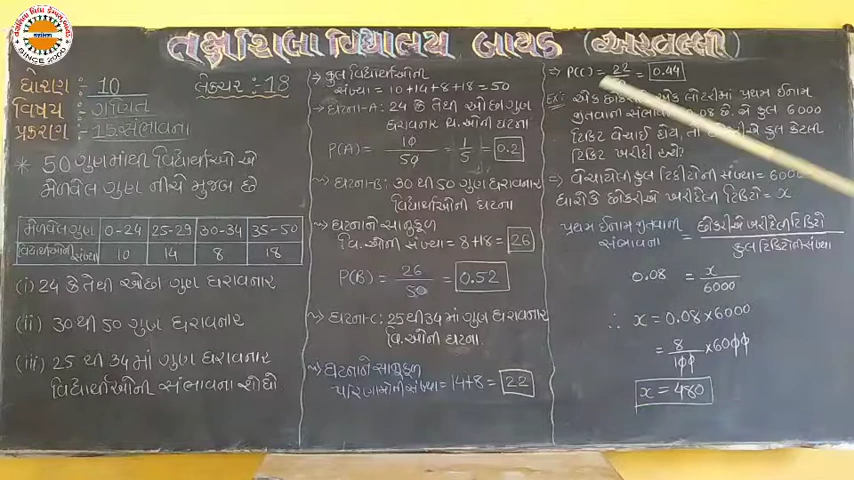 તક્ષશિલા વિદ્યાલય બાયડ (અરવલ્લી)
SINCE 2000
ધોરણ :- 10
લેક્ચર :- 18
વિષય :- ગણિત
પ્રકરણ :- 15. સંભાવના
* 50 ગુણમાંથી વિદ્યાર્થીઓ એ
મેળવેલ ગુણ નીચે મુજબ છે
મેળવેલ ગુણ 0-24 25-29 30-34 35-50
વિદ્યાર્થીઓની સંખ્યા 10 14 8 18
(i) 24 કે તેથી ઓછા ગુણ ધરાવનાર
(ii) 30 થી 50 ગુણ ધરાવનાર
(iii) 25 થી 34 માં ગુણ ધરાવનાર
વિદ્યાર્થીઓની સંભાવના શોધો
⇒ કુલ વિદ્યાર્થીઓની
સંખ્યા = 10+14+8+18 = 50
ઘટના-A: 24 કે તેથી ઓછા ગુણ
ધરાવનાર વિ.ઓની ઘટના
P(A) = 10/50 = 1/5 = 0.2
ઘટના-B: 30 થી 50 ગુણ ધરાવનાર
વિદ્યાર્થીઓની ઘટના
ઘટનાને સાનુકૂળ
વિ.ઓની સંખ્યા = 8+18 = 26
P(B) = 26/50 = 0.52
ઘટના-C: 25 થી 34 માં ગુણ ધરાવનાર
વિ.ઓની ઘટના
ઘટનાને સાનુકૂળ
પરિણામોની સંખ્યા = 14+8 = 22
⇒ P(C) = 22 = 0.44
Ex: એક લોટરીમાં પ્રથમ ઈનામ
જીતવાની સંભાવના 0.08 છે. જો કુલ 6000
ટિકિટ વેચાઈ હોય, તો કુલ કેટલી
ટિકિટ ખરીદી હશે?
⇒ વેચાયેલી કુલ ટિકીટોની સંખ્યા = 6000
ધારો કે છોકરીએ ખરીદેલી ટિકિટો = x
પ્રથમ ઈનામ જીતવાની સંભાવના = છોકરીએ ખરીદેલી ટિકિટો / કુલ ટિકિટોની સંખ્યા
0.08 = x/6000
∴ x = 0.08×6000
= 8/100 ×6000
x = 480